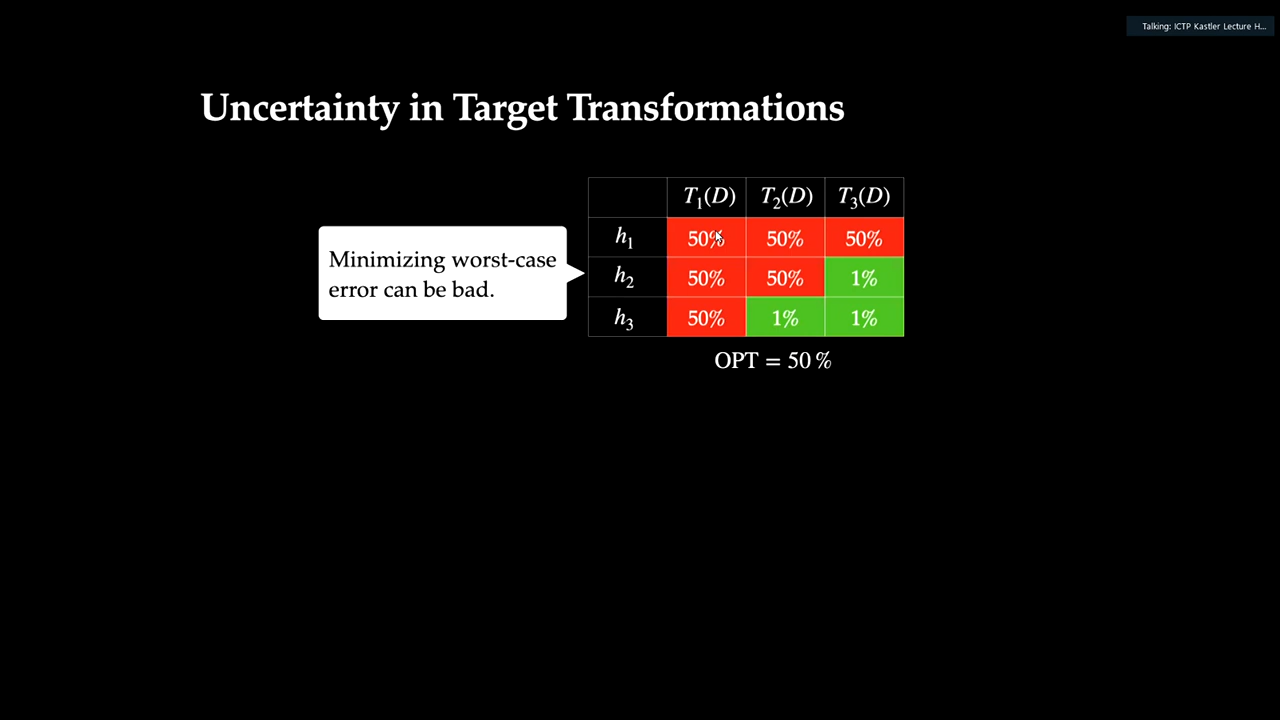 Talking: ICTP Kastler Lecture H...
Uncertainty in Target Transformations
T₁(D) T₂(D) T₃(D)
h₁ 50% 50% 50%
h₂ 50% 50% 1%
h₃ 50% 1% 1%
Minimizing worst-case
error can be bad.
OPT = 50 %